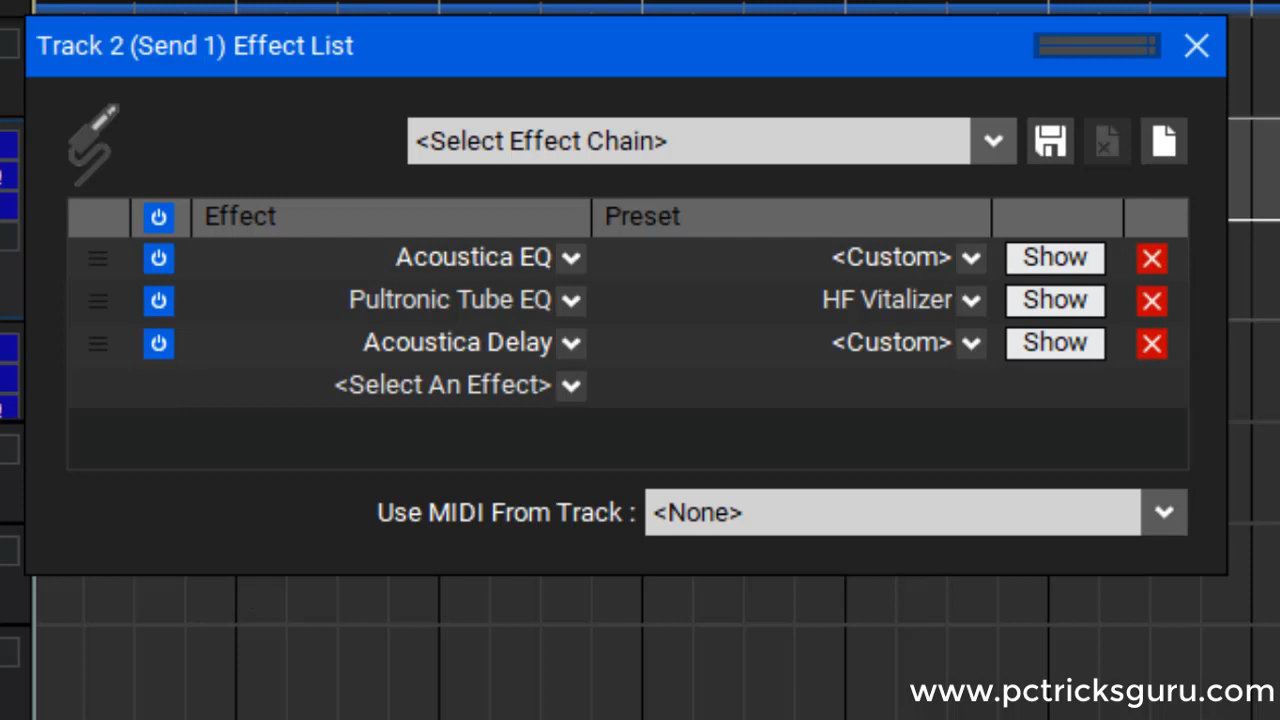 Track 2 (Send 1) Effect List
<Select Effect Chain>
Effect Preset
Acoustica EQ <Custom> Show
Pultronic Tube EQ HF Vitalizer Show
Acoustica Delay <Custom> Show
<Select An Effect>
Use MIDI From Track : <None>
www.pctricksguru.com